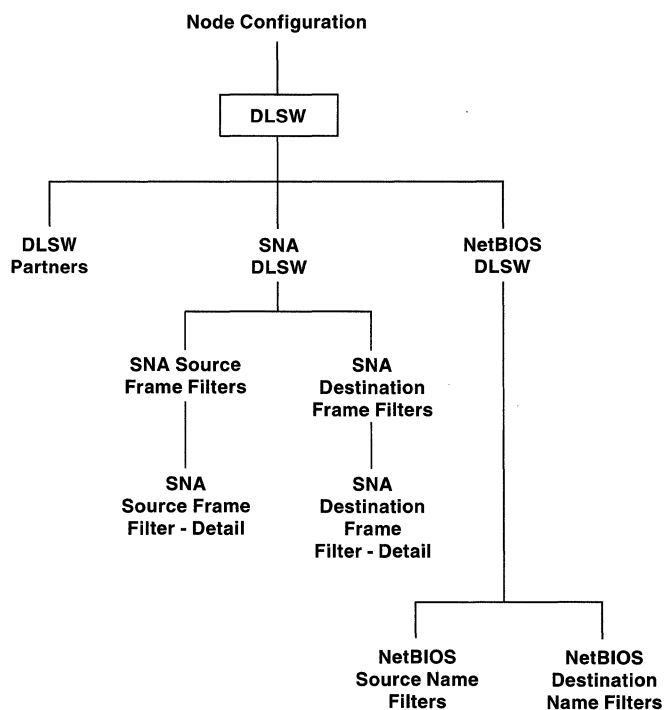 Node Configuration
DLSW
DLSW
Partners
SNA
DLSW
NetBIOS
DLSW
SNA Source
Frame Filters
SNA
Destination
Frame Filters
SNA
Source Frame
Filter - Detail
SNA
Destination
Frame
Filter - Detail
NetBIOS
Source Name
Filters
NetBIOS
Destination
Name Filters